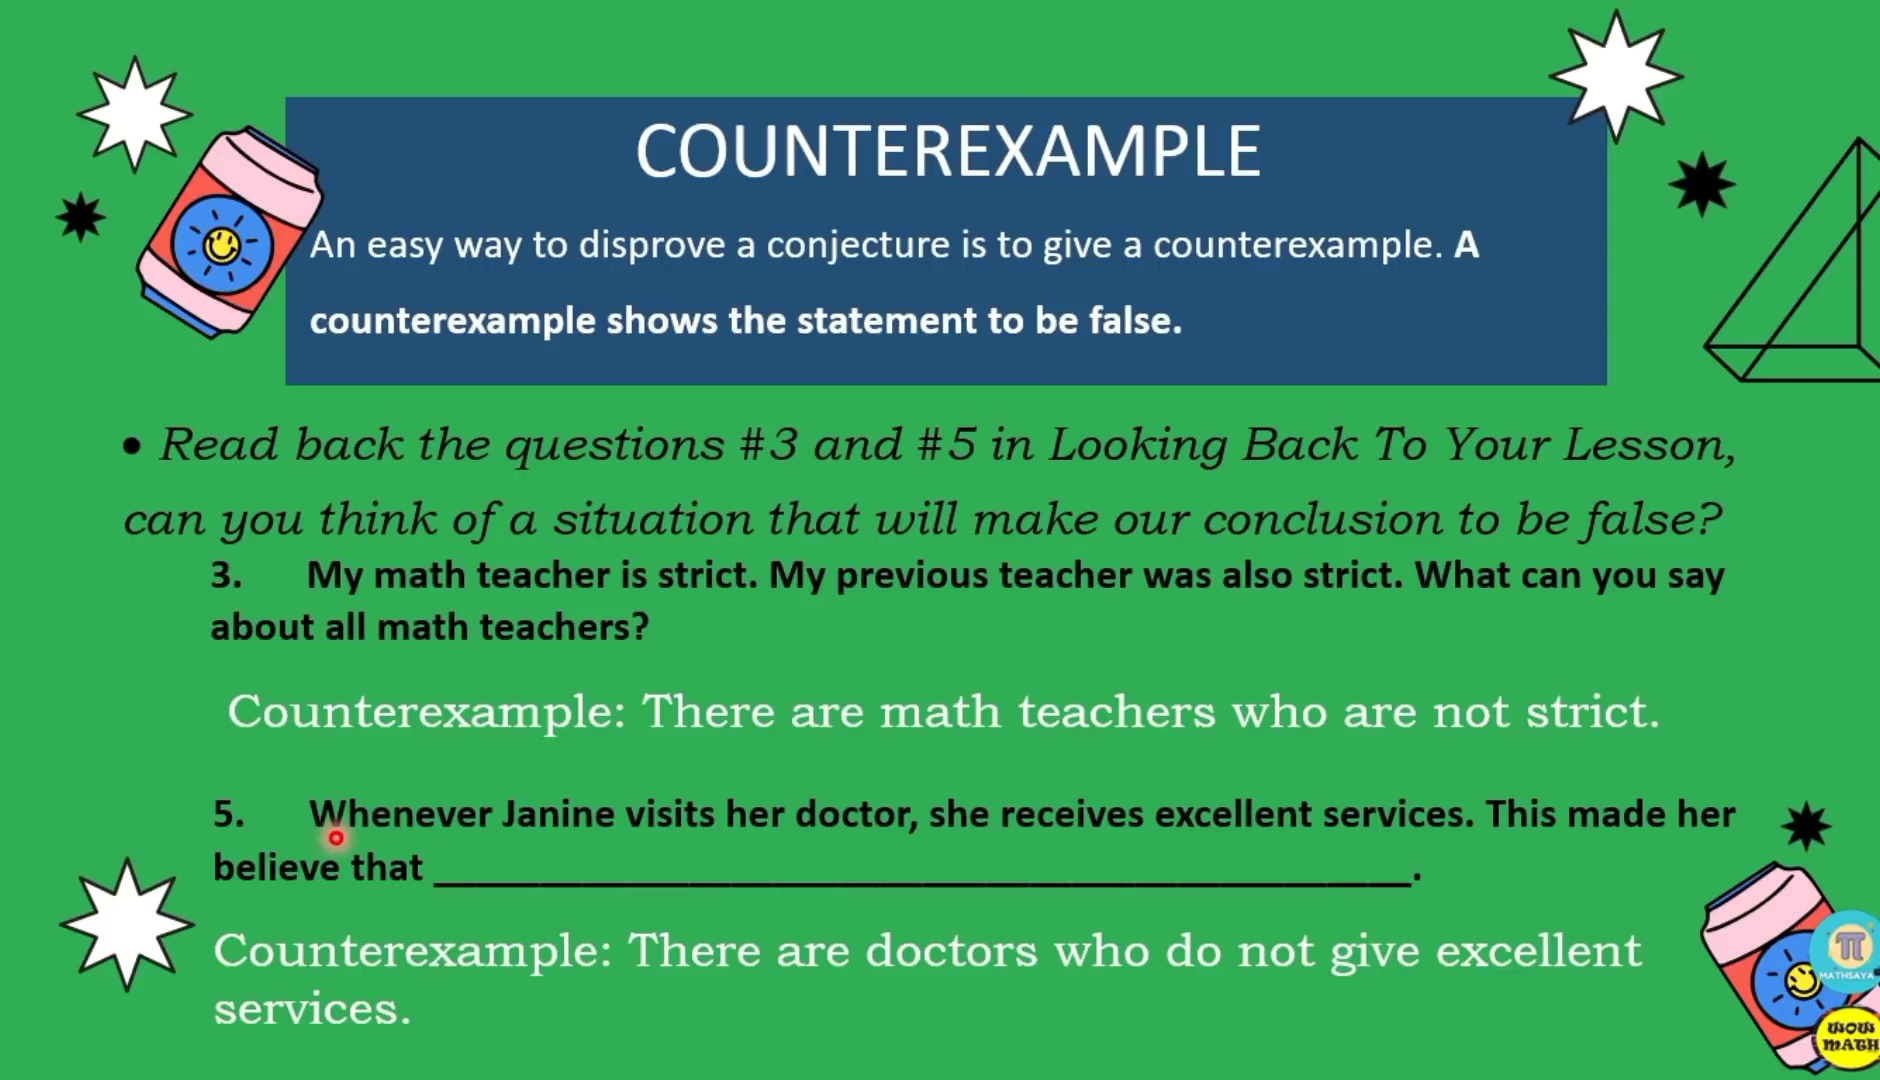 COUNTEREXAMPLE
An easy way to disprove a conjecture is to give a counterexample. A
counterexample shows the statement to be false.
• Read back the questions #3 and #5 in Looking Back To Your Lesson,
can you think of a situation that will make our conclusion to be false?
3. My math teacher is strict. My previous teacher was also strict. What can you say
about all math teachers?
Counterexample: There are math teachers who are not strict.
5. Whenever Janine visits her doctor, she receives excellent services. This made her
believe that ______________________________________________.
Counterexample: There are doctors who do not give excellent
services.
π
MATHSAYA
WOW
MATH